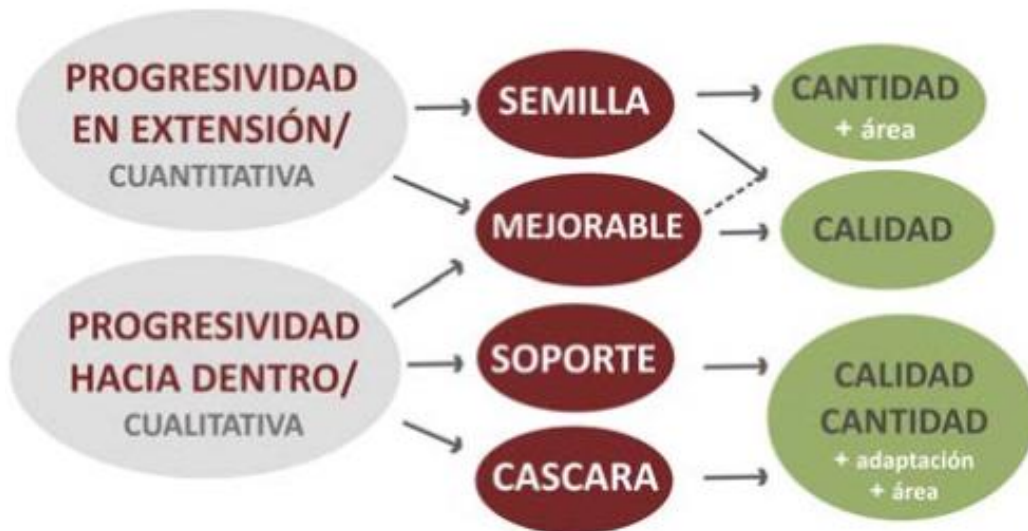 PROGRESIVIDAD
EN EXTENSIÓN/
CUANTITATIVA
SEMILLA
CANTIDAD
+ área
MEJORABLE
CALIDAD
PROGRESIVIDAD
HACIA DENTRO/
CUALITATIVA
SOPORTE
CASCARA
CALIDAD
CANTIDAD
+ adaptación
+ área